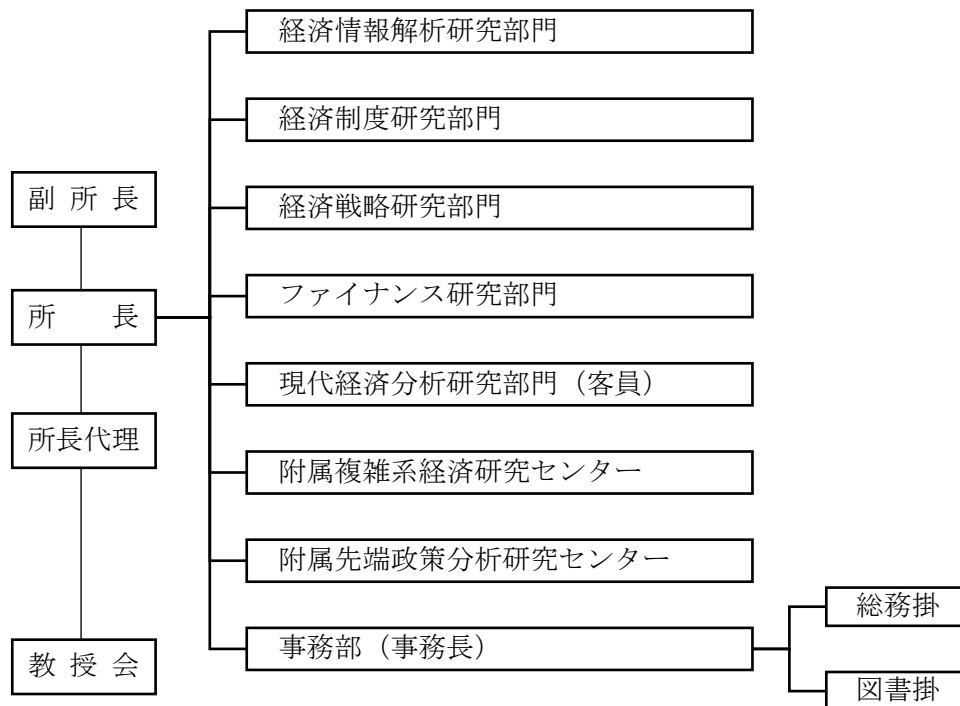 経済情報解析研究部門
経済制度研究部門
副 所 長
経済戦略研究部門
所　　長
ファイナンス研究部門
現代経済分析研究部門（客員）
所長代理
附属複雑系経済研究センター
附属先端政策分析研究センター
総務掛
事務部（事務長）
教 授 会
図書掛